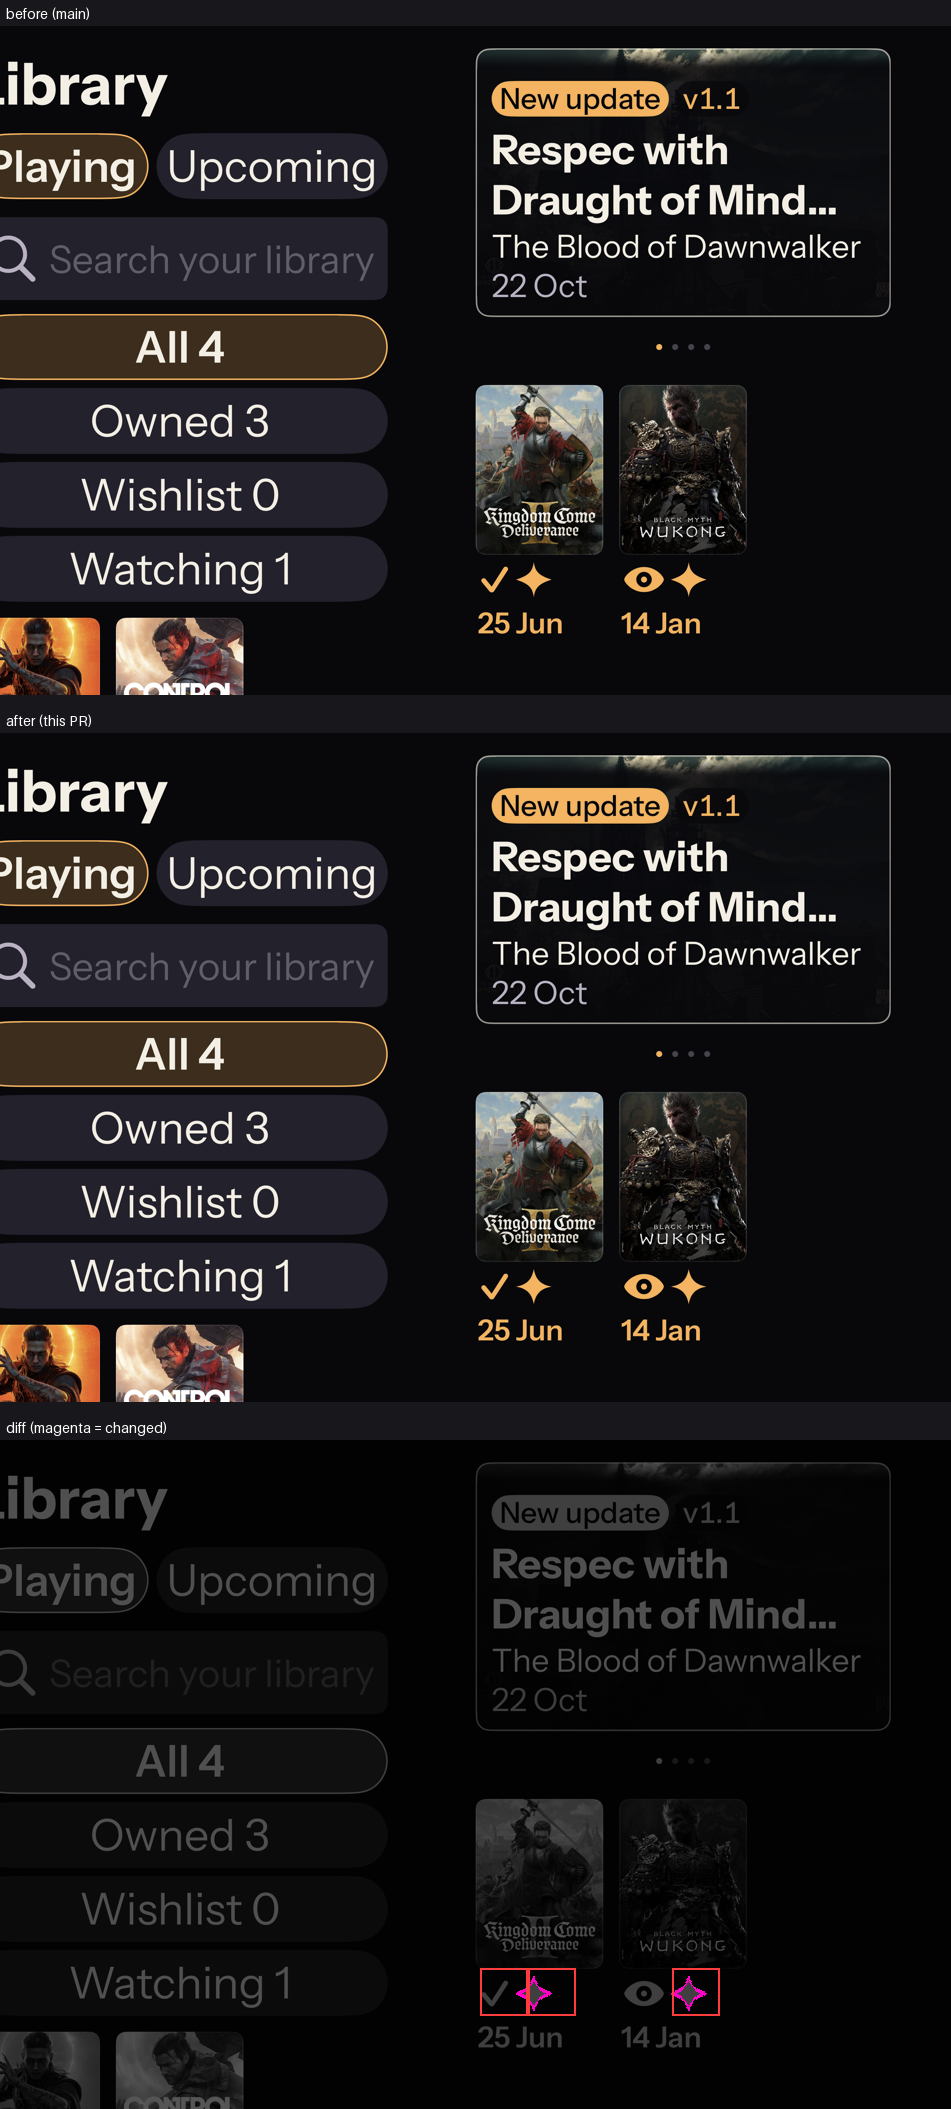 before (main)
Library
Playing
Upcoming
Search your library
All 4
Owned 3
Wishlist 0
Watching 1
CONTROL
New update v1.1
Respec with
Draught of Mind...
The Blood of Dawnwalker
22 Oct
Kingdom Come
II
Deliverance
BLACK MYTH
WUKONG
25 Jun
14 Jan
after (this PR)
Library
Playing
Upcoming
Search your library
All 4
Owned 3
Wishlist 0
Watching 1
CONTROL
New update v1.1
Respec with
Draught of Mind...
The Blood of Dawnwalker
22 Oct
Kingdom Come
II
Deliverance
BLACK MYTH
WUKONG
25 Jun
14 Jan
diff (magenta = changed)
Library
Playing
Upcoming
Search your library
All 4
Owned 3
Wishlist 0
Watching 1
CONTROL
New update v1.1
Respec with
Draught of Mind...
The Blood of Dawnwalker
22 Oct
Kingdom Come
II
Deliverance
BLACK MYTH
WUKONG
25 Jun
14 Jan